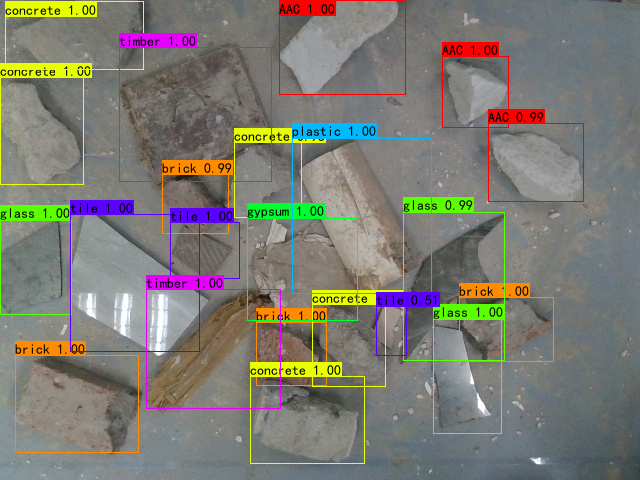 concrete 1.00
AAC 1.00
timber 1.00
AAC 1.00
concrete 1.00
AAC 0.99
plastic 1.00
concrete
brick 0.99
glass 1.00
tile 1.00
tile 1.00
gypsum 1.00
glass 0.99
timber 1.00
brick 1.00
concrete
tile 0.51
glass 1.00
brick 1.00
brick 1.00
concrete 1.00